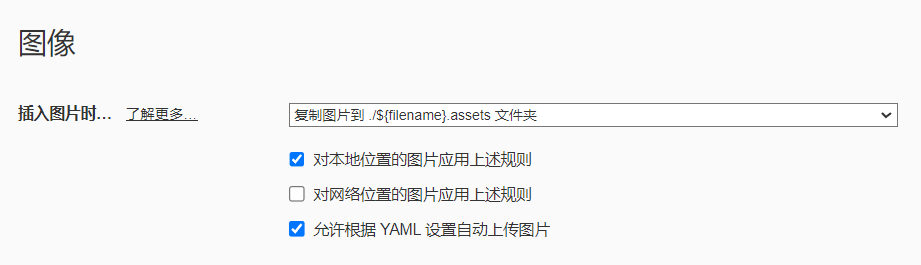 图像
插入图片时... 了解更多... 复制图片到 ./${filename}.assets 文件夹
对本地位置的图片应用上述规则
对网络位置的图片应用上述规则
允许根据 YAML 设置自动上传图片